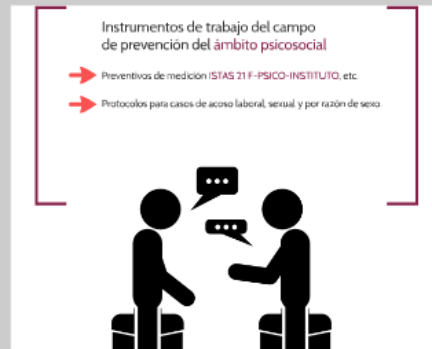 Instrumentos de trabajo del campo
de prevención del ámbito psicosocial
Preventivos de medición ISTAS 21 F-PSICO-INSTITUTO, etc.
Protocolos para casos de acoso laboral, sexual y por razón de sexo.